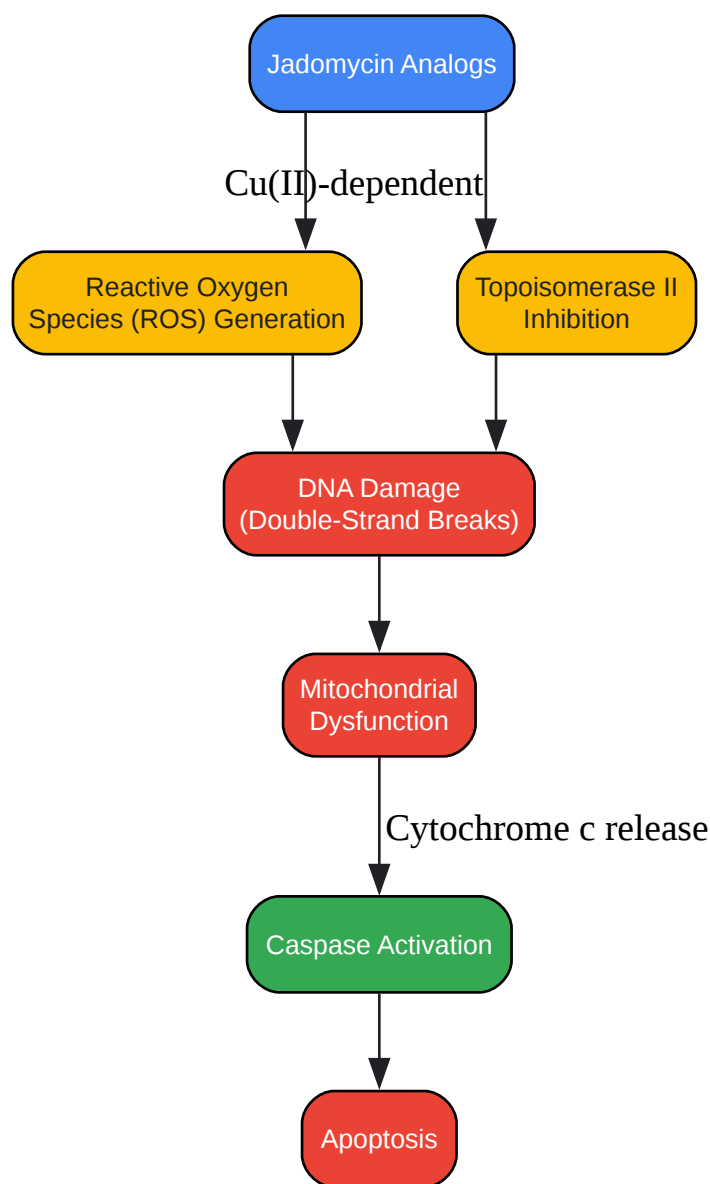 Jadomycin Analogs
Cu(II)-dependent
Reactive Oxygen
Species (ROS) Generation
Topoisomerase II
Inhibition
DNA Damage
(Double-Strand Breaks)
Mitochondrial
Dysfunction
Cytochrome c release
Caspase Activation
Apoptosis